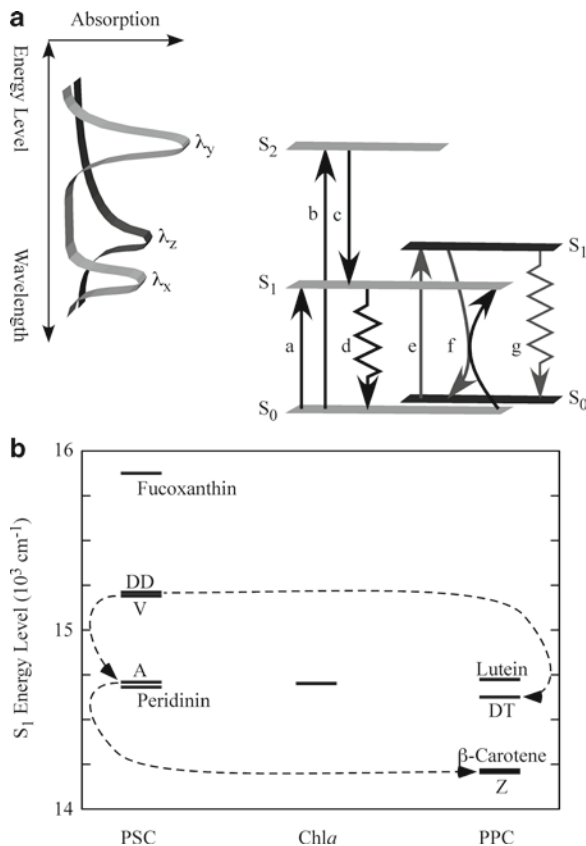 a
Absorption
Energy Level
Wavelength
λy
λz
λx
S2
b
c
S1
S1
a
d
e
f
g
S0
S0
b
16
15
14
S1 Energy Level (10³ cm⁻¹)
Fucoxanthin
DD
V
A
Peridinin
Lutein
DT
β-Carotene
Z
PSC
Chla
PPC